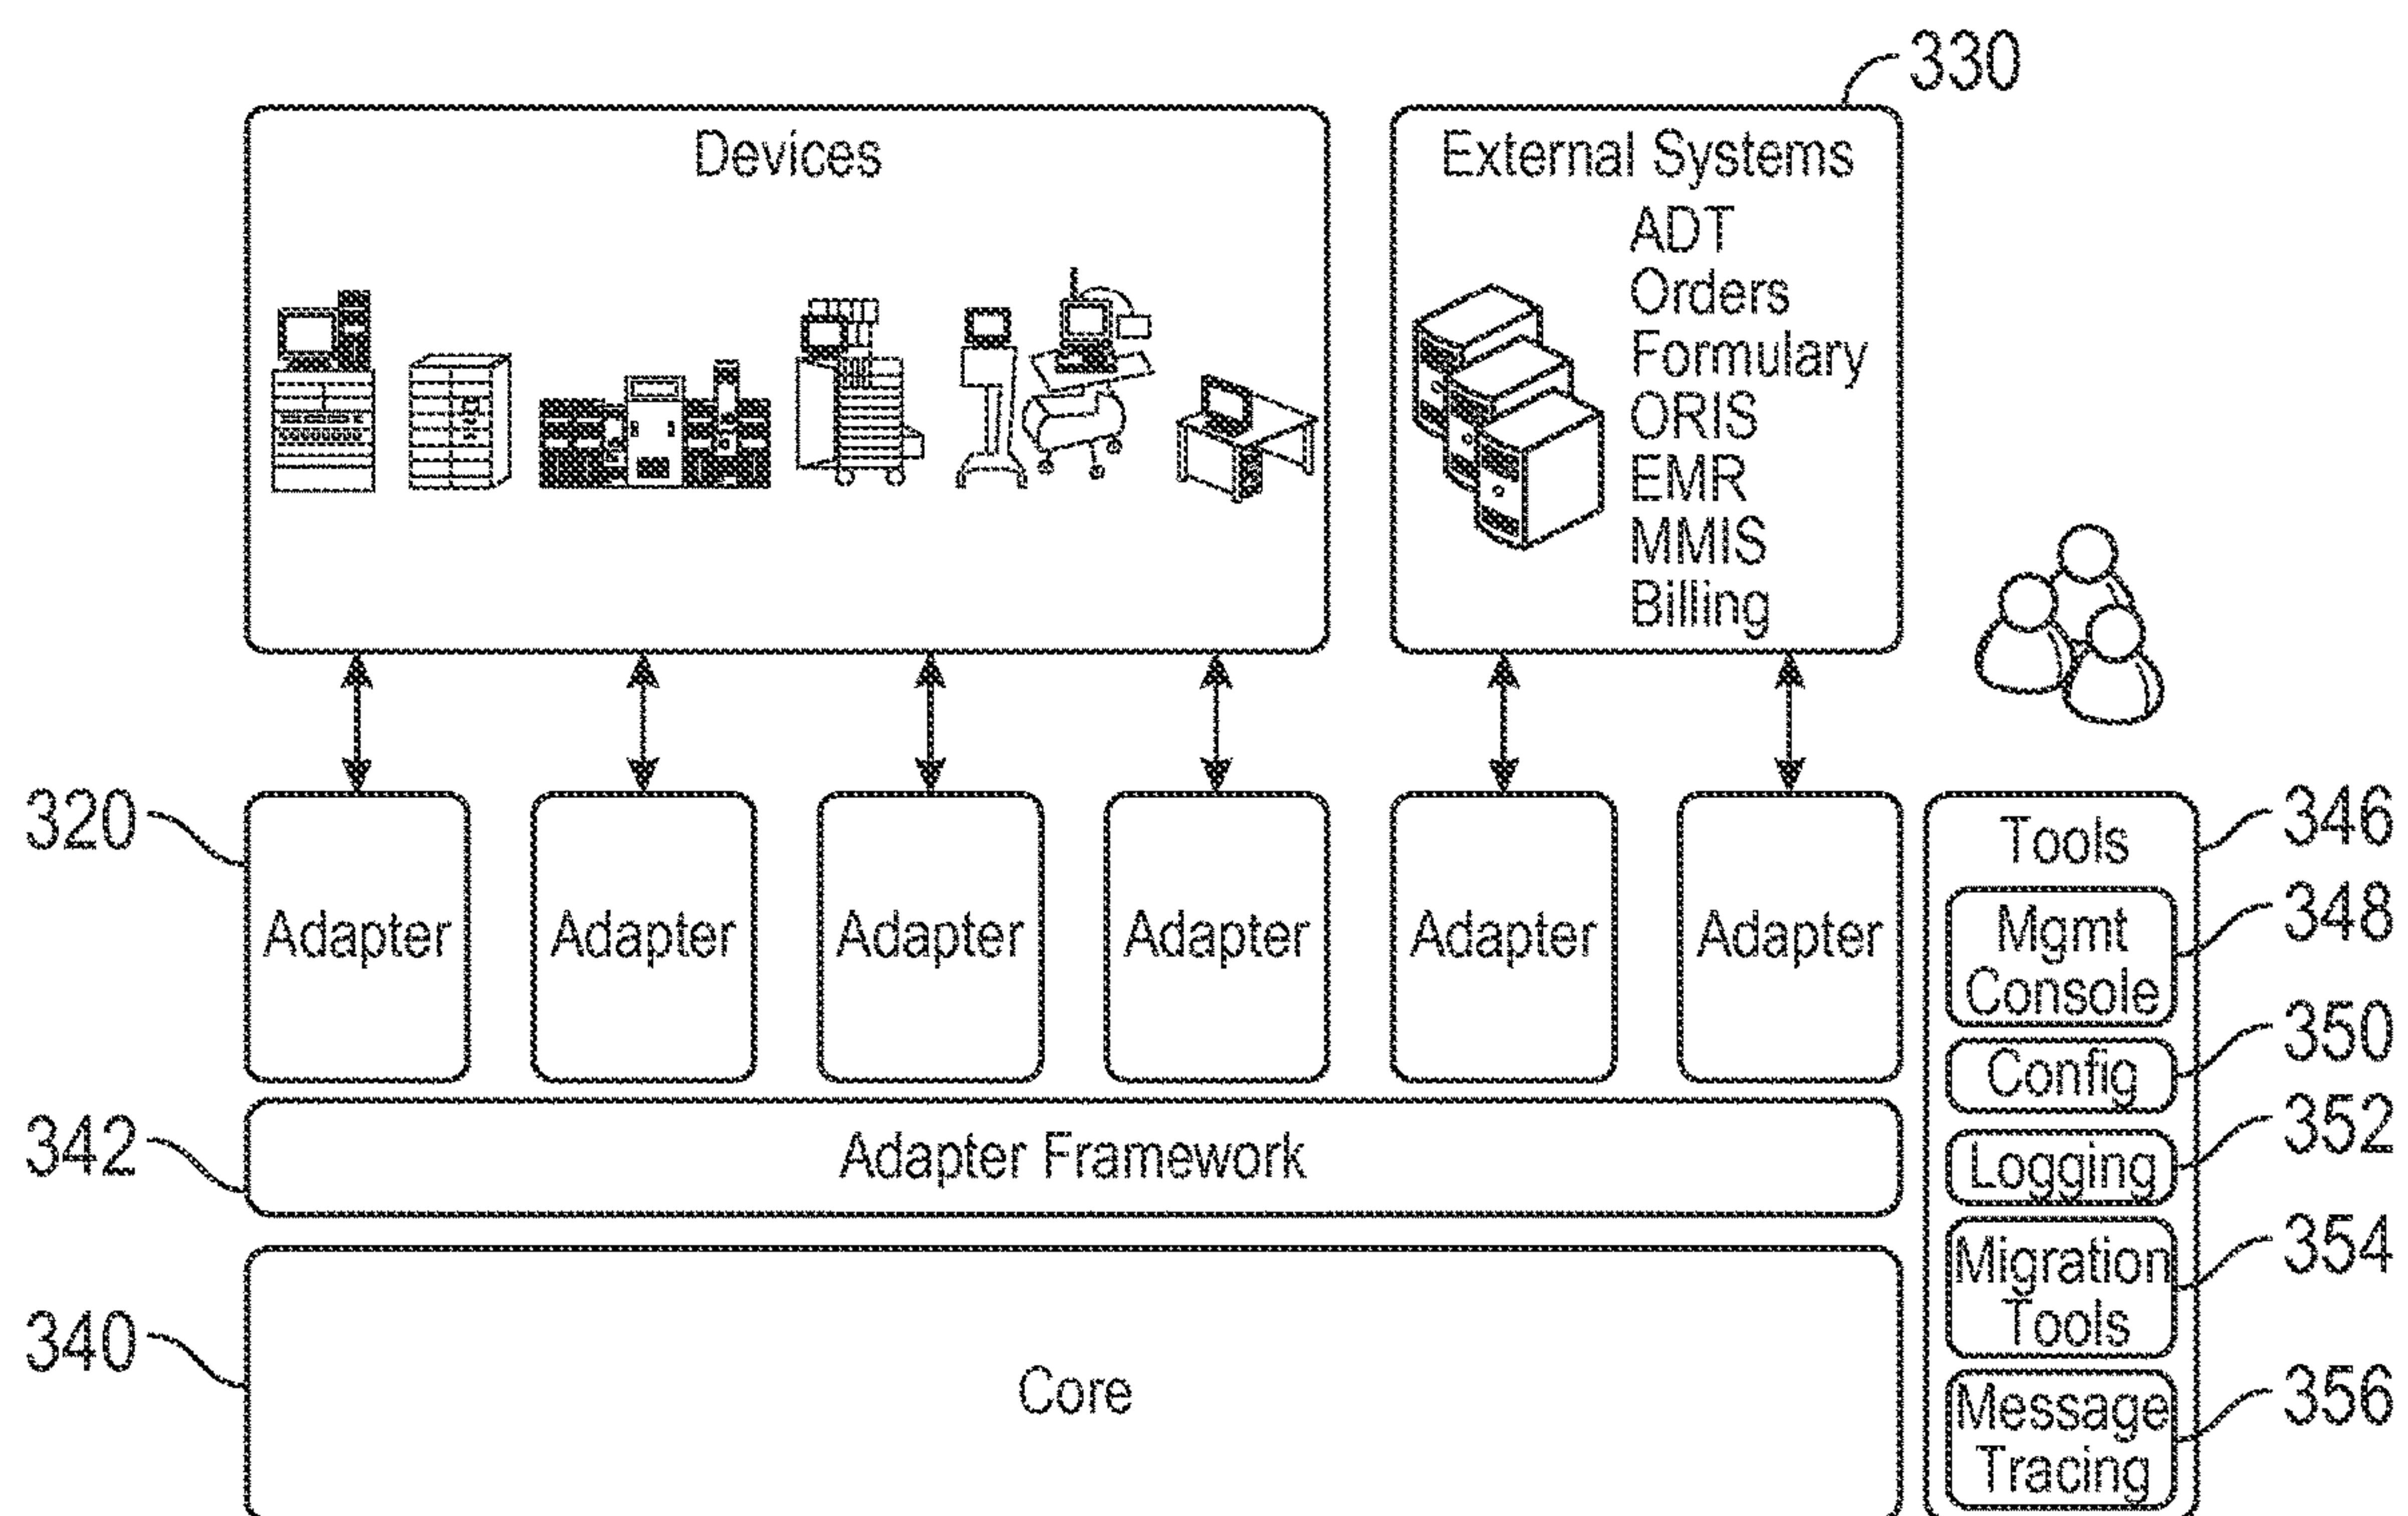 330
Devices
External Systems
ADT
Orders
Formulary
ORIS
EMR
MMIS
Billing
320
Adapter
Adapter
Adapter
Adapter
Adapter
Adapter
342
Adapter Framework
340
Core
Tools
346
Mgmt
Console
348
Config
350
Logging
352
Migration
Tools
354
Message
Tracing
356